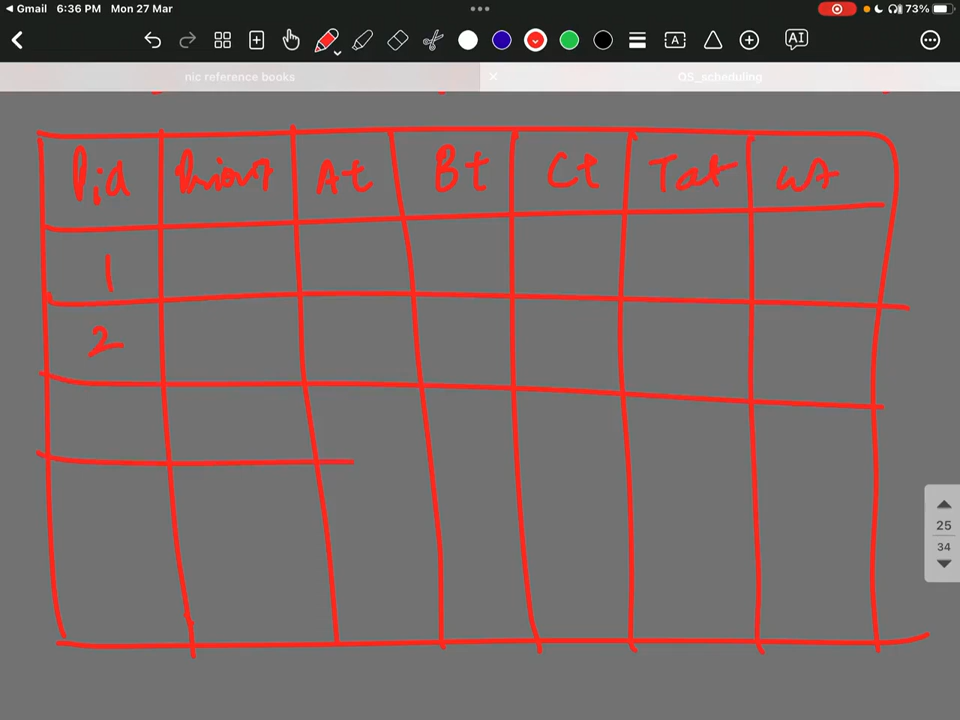 Gmail 6:36 PM Mon 27 Mar 73%
A AI
nic reference books OS_scheduling
Pid At Bt Ct Tat wt
1
2
25
34